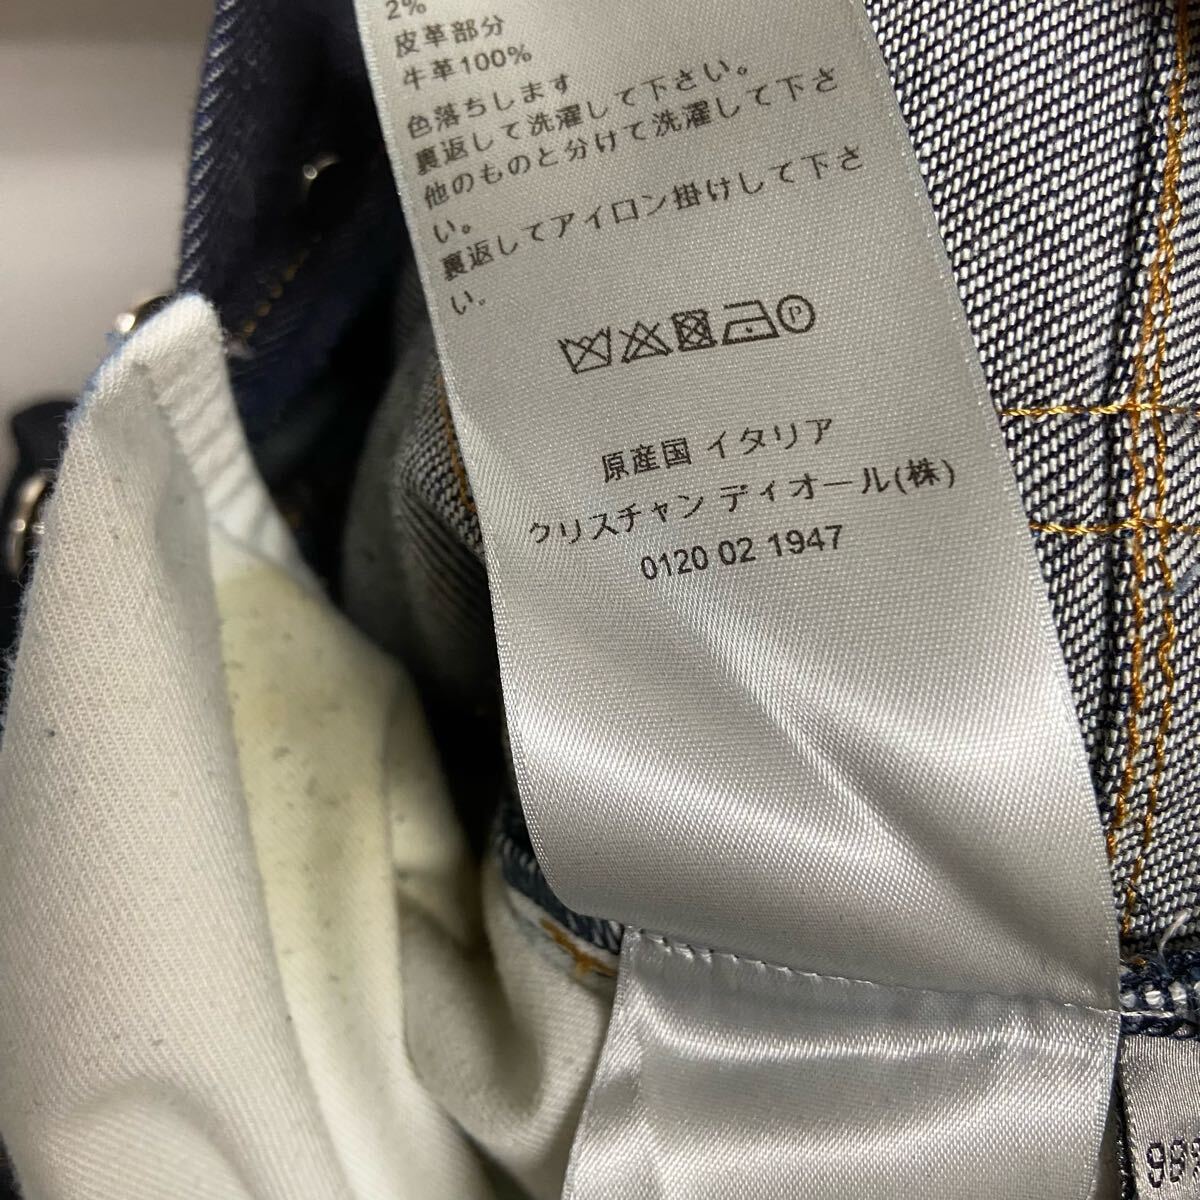 2%
皮革部分
牛革100%
色落ちします
裏返して洗濯して下さい。
他のものと分けて洗濯して下さ
い。
裏返してアイロン掛けして下さ
い.
P
原産国 イタリア
クリスチャン ディオール(株)
0120 02 1947
99%